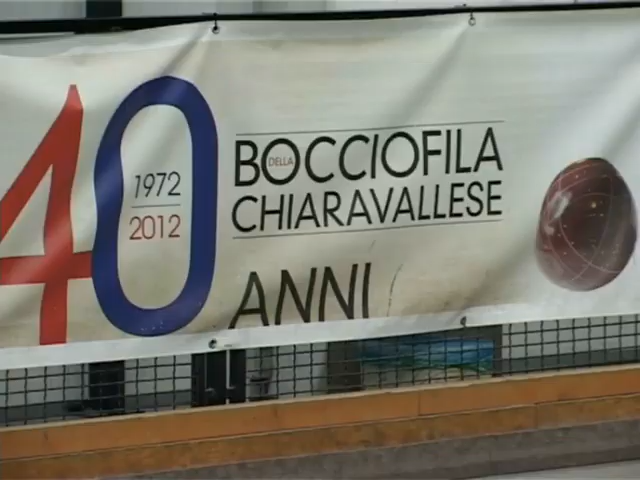 40
1972
2012
ANNI
DELLA
BOCCIOFILA
CHIARAVALLESE